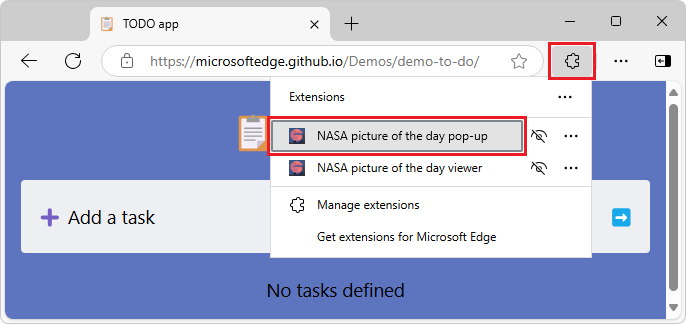 TODO app
https://microsoftedge.github.io/Demos/demo-to-do/
Extensions
NASA picture of the day pop-up
NASA picture of the day viewer
Manage extensions
Get extensions for Microsoft Edge
Add a task
No tasks defined